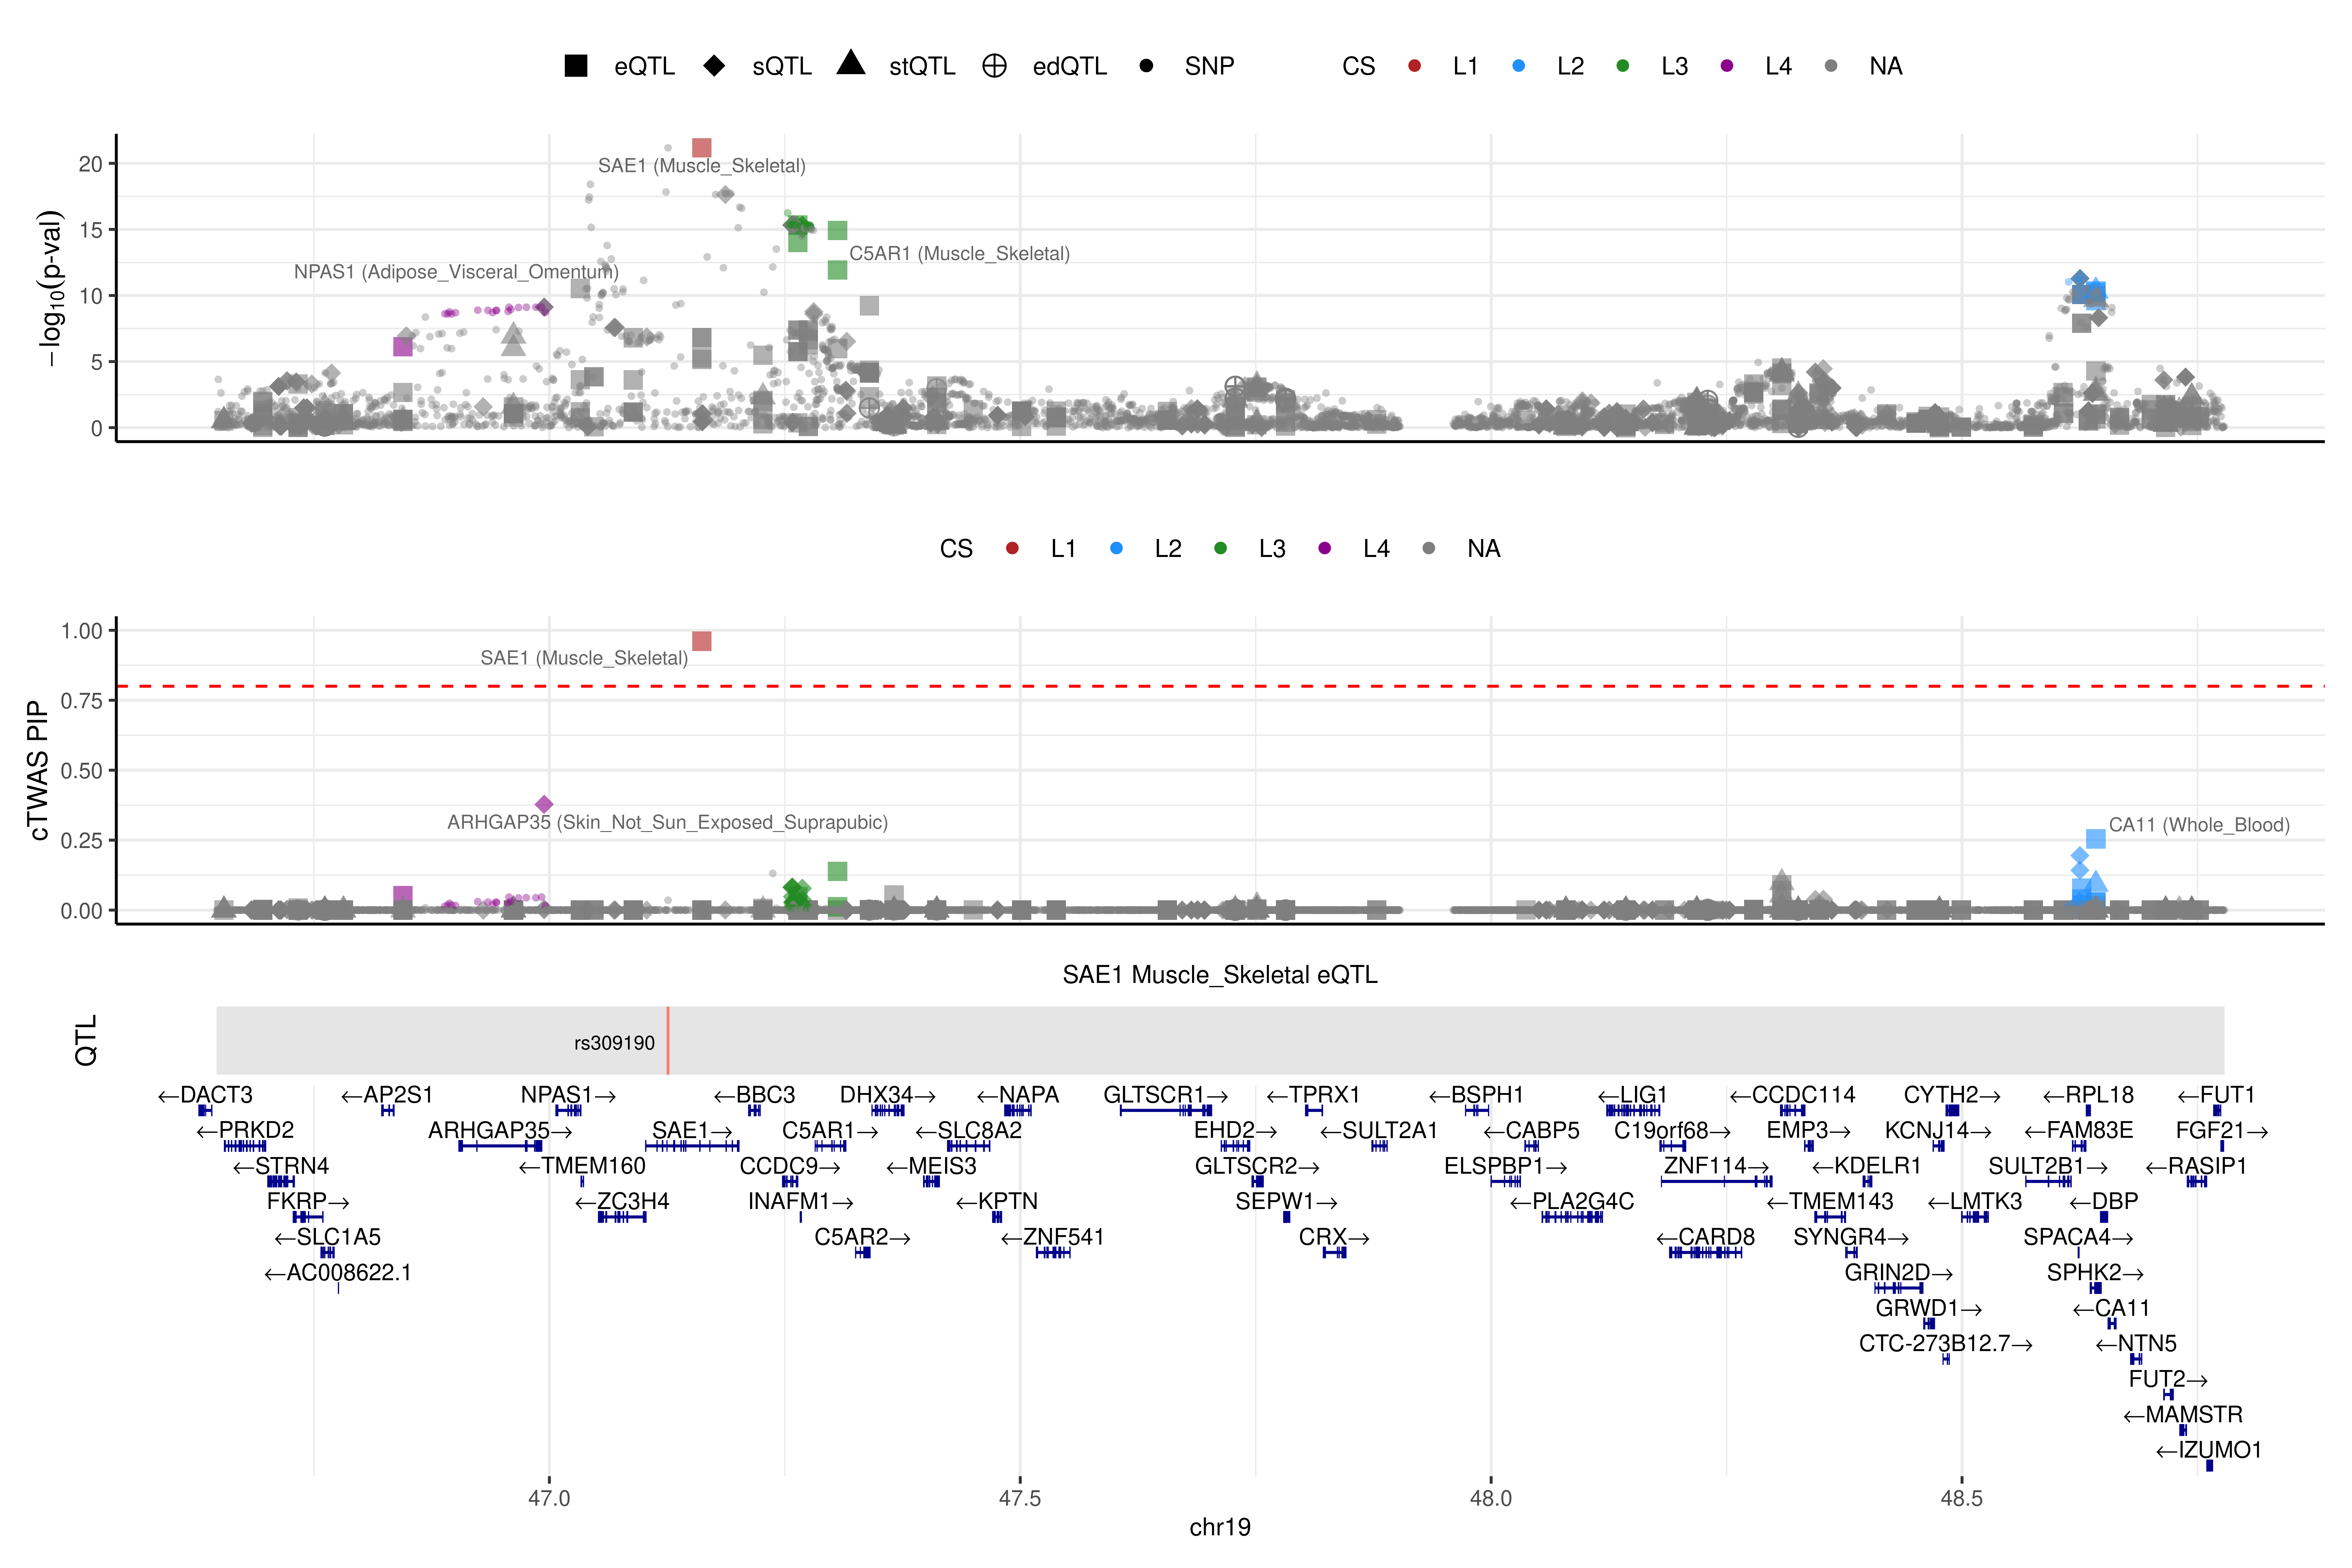 eQTL sQTL stQTL edQTL SNP CS L1 L2 L3 L4 NA
−log10(p-val)
20
15
10
5
0
SAE1 (Muscle_Skeletal)
C5AR1 (Muscle_Skeletal)
NPAS1 (Adipose_Visceral_Omentum)
CS L1 L2 L3 L4 NA
cTWAS PIP
1.00
0.75
0.50
0.25
0.00
SAE1 (Muscle_Skeletal)
ARHGAP35 (Skin_Not_Sun_Exposed_Suprapubic)
CA11 (Whole_Blood)
SAE1 Muscle_Skeletal eQTL
QTL
rs309190
←DACT3 ←AP2S1 NPAS1→ ←BBC3 DHX34→ ←NAPA GLTSCR1→ ←TPRX1 ←BSPH1 ←LIG1 ←CCDC114 CYTH2→ ←RPL18 ←FUT1
←PRKD2 ARHGAP35→ SAE1→ C5AR1→ ←SLC8A2 EHD2→ ←SULT2A1 ←CABP5 C19orf68→ EMP3→ KCNJ14→ ←FAM83E FGF21→
←STRN4 ←TMEM160 CCDC9→ ←MEIS3 GLTSCR2→ ELSPBP1→ ZNF114→ ←KDELR1 SULT2B1→ ←RASIP1
FKRP→ ←ZC3H4 INAFM1→ ←KPTN SEPW1→ ←PLA2G4C ←TMEM143 ←LMTK3 ←DBP
←SLC1A5 C5AR2→ ←ZNF541 CRX→ ←CARD8 SYNGR4→ SPACA4→
←AC008622.1 GRIN2D→ SPHK2→
GRWD1→ ←CA11
CTC-273B12.7→ ←NTN5
FUT2→
←MAMSTR
←IZUMO1
47.0 47.5 48.0 48.5
chr19